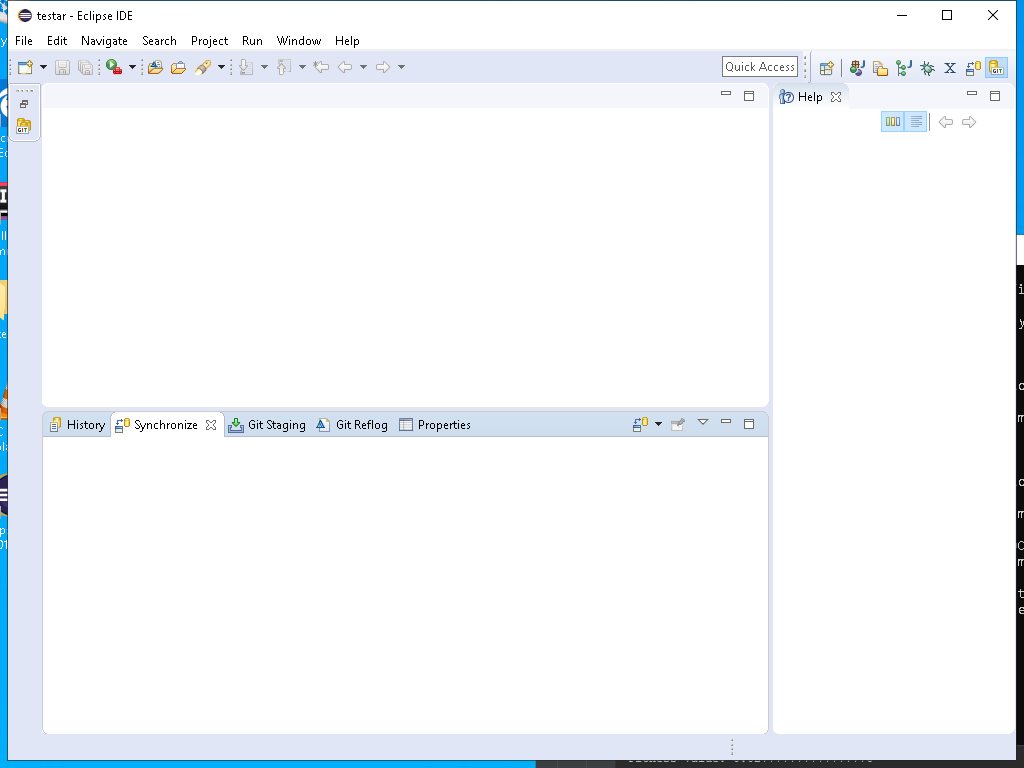 testar - Eclipse IDE
File Edit Navigate Search Project Run Window Help
Quick Access
Help
GIT
History Synchronize Git Staging Git Reflog Properties